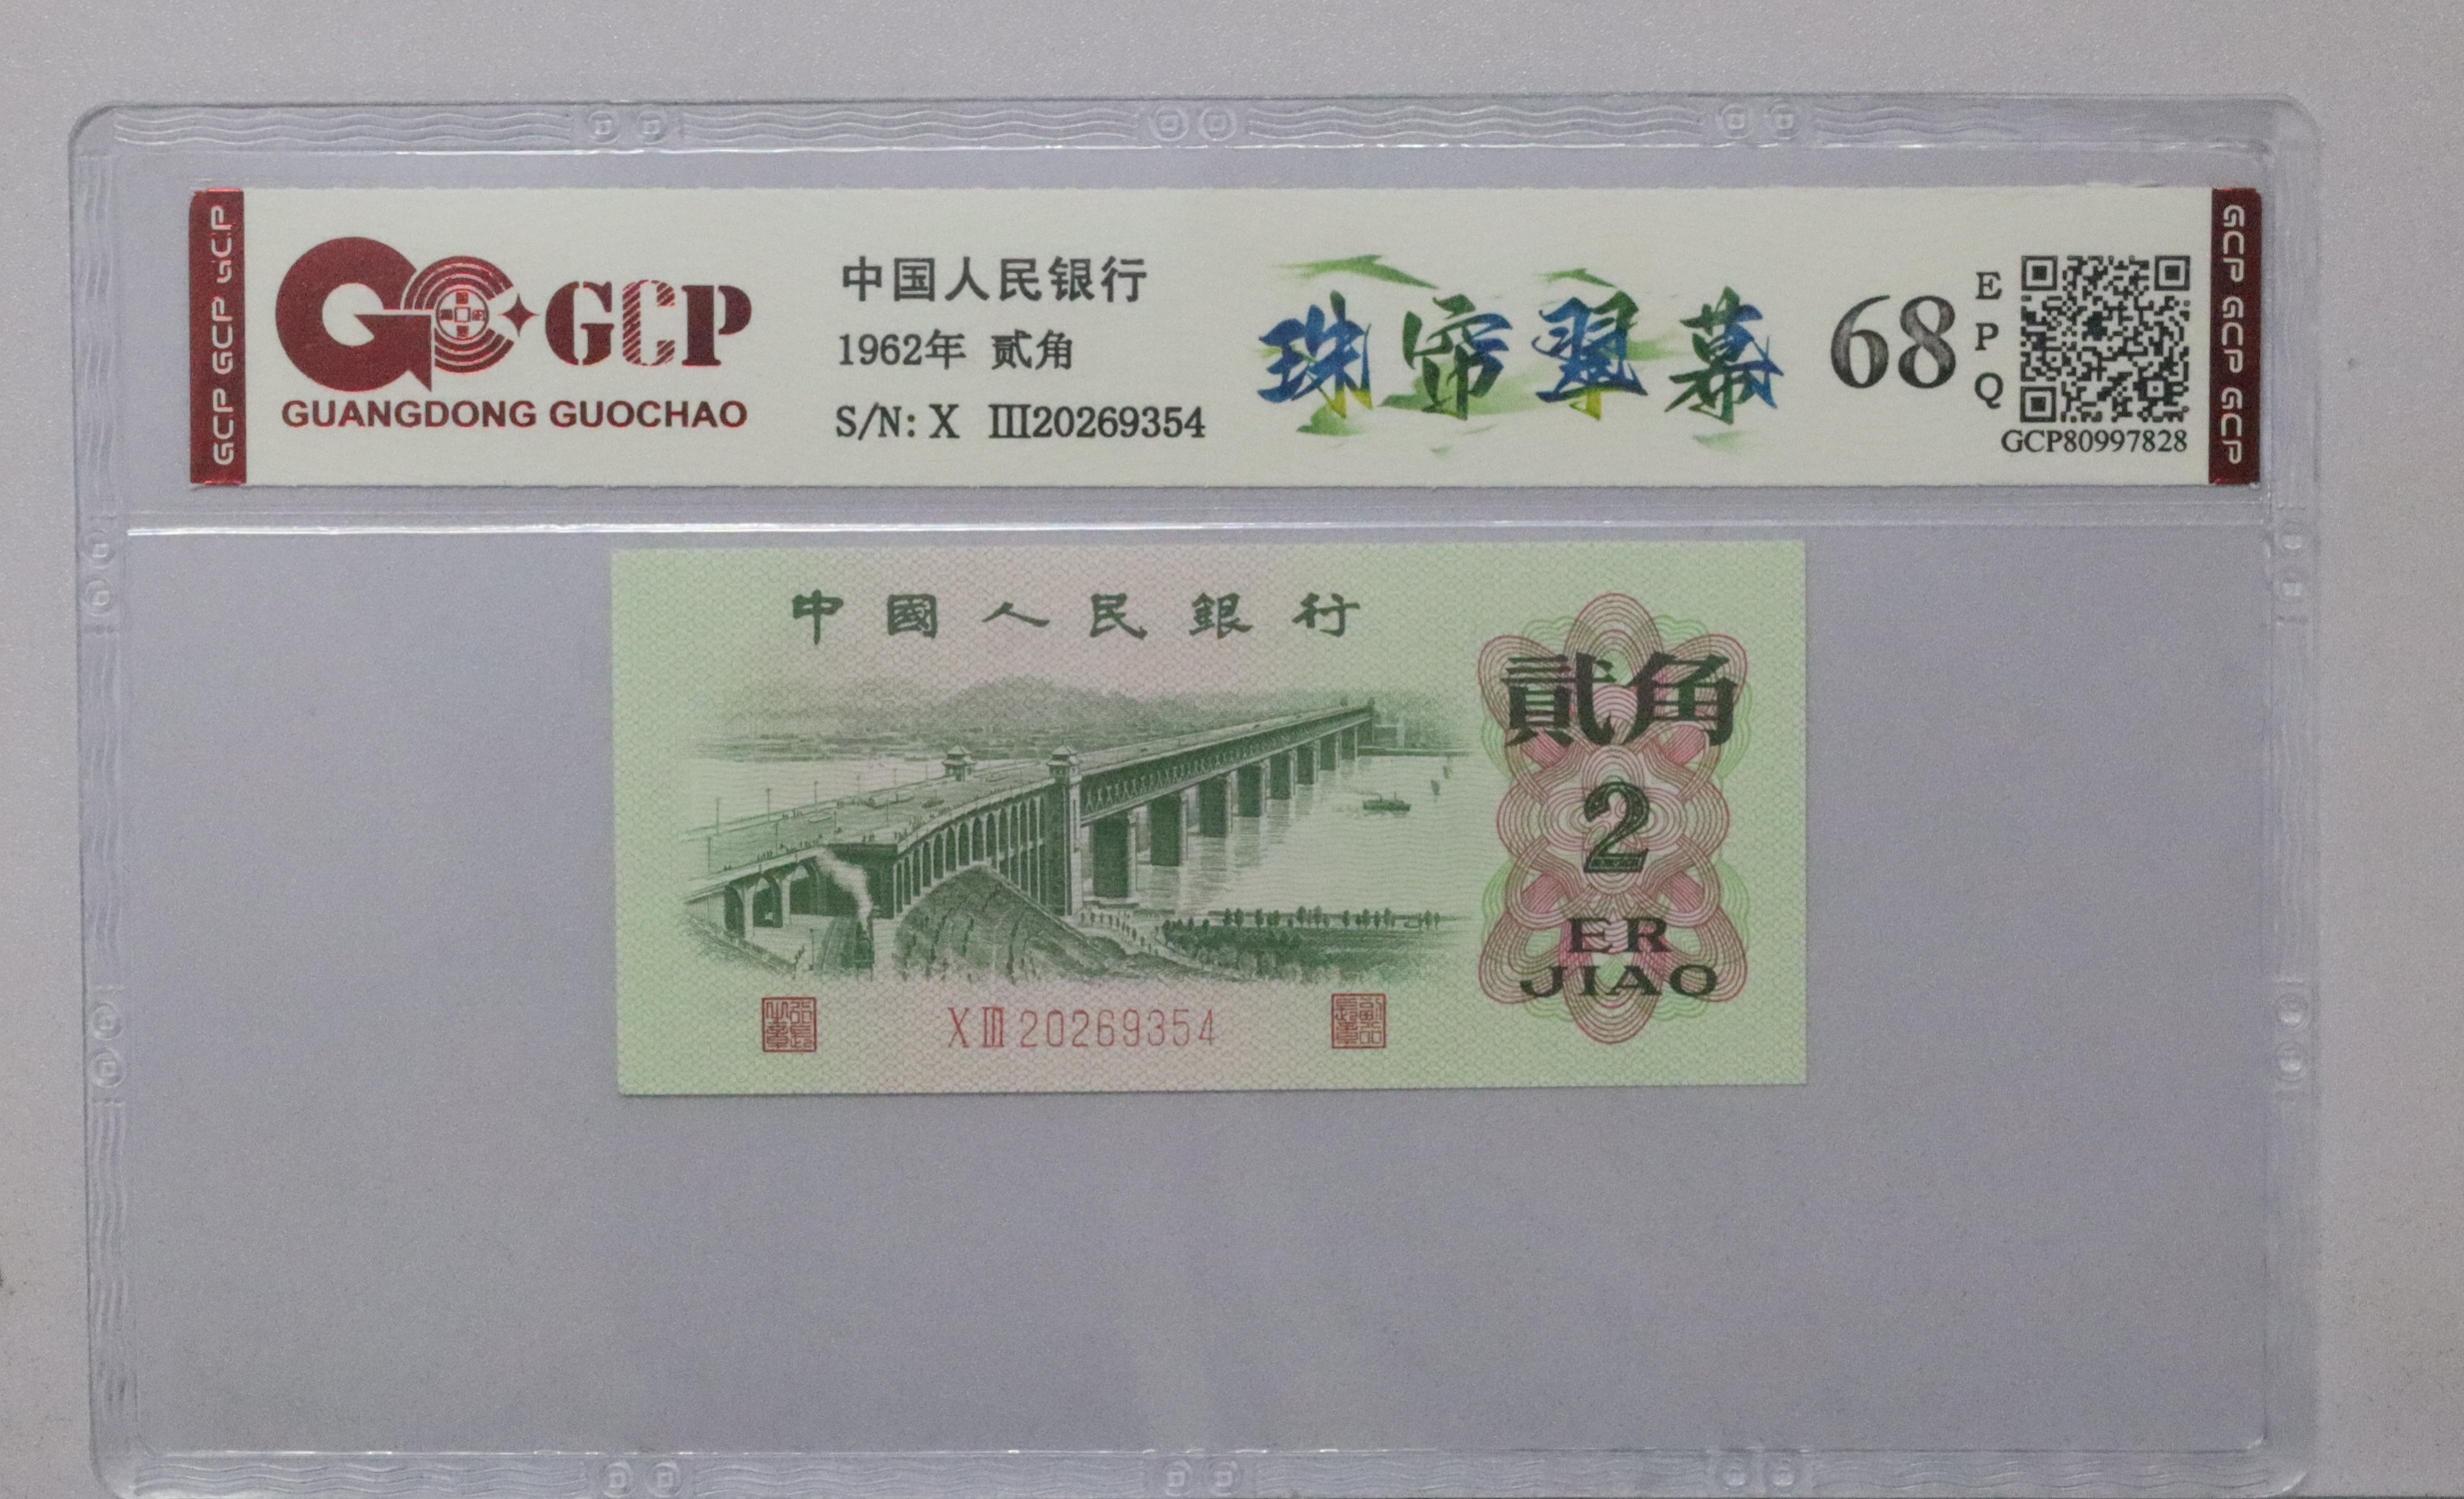 GCP GCP GCP
GCP
GUANGDONG GUOCHAO
中国人民银行
1962年 贰角
S/N: X Ⅲ20269354
珠帘翠幕
68
EPQ
GCP80997828
GCP GCP GCP
中國人民銀行
貳角
2
ER
JIAO
X Ⅲ 20269354